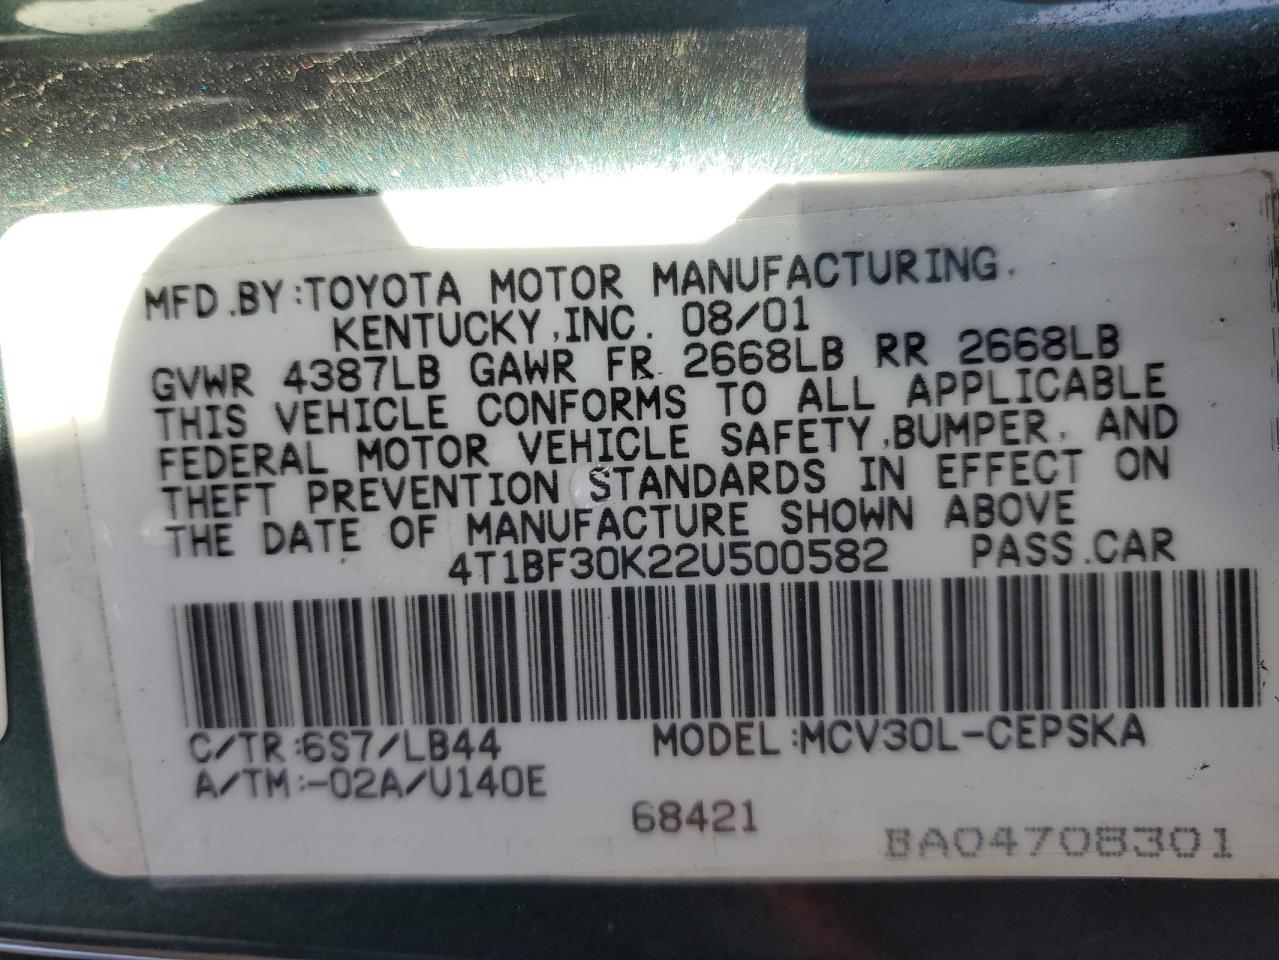 MFD.BY:TOYOTA MOTOR MANUFACTURING,
KENTUCKY,INC. 08/01
GVWR 4387LB GAWR FR. 2668LB RR 2668LB
THIS VEHICLE CONFORMS TO ALL APPLICABLE
FEDERAL MOTOR VEHICLE SAFETY,BUMPER, AND
THEFT PREVENTION STANDARDS IN EFFECT ON
THE DATE OF MANUFACTURE SHOWN ABOVE
4T1BF30K22U500582 PASS.CAR
C/TR:6S7/LB44 MODEL:MCV30L-CEPSKA
A/TM:-02A/U140E
68421
BA04708301